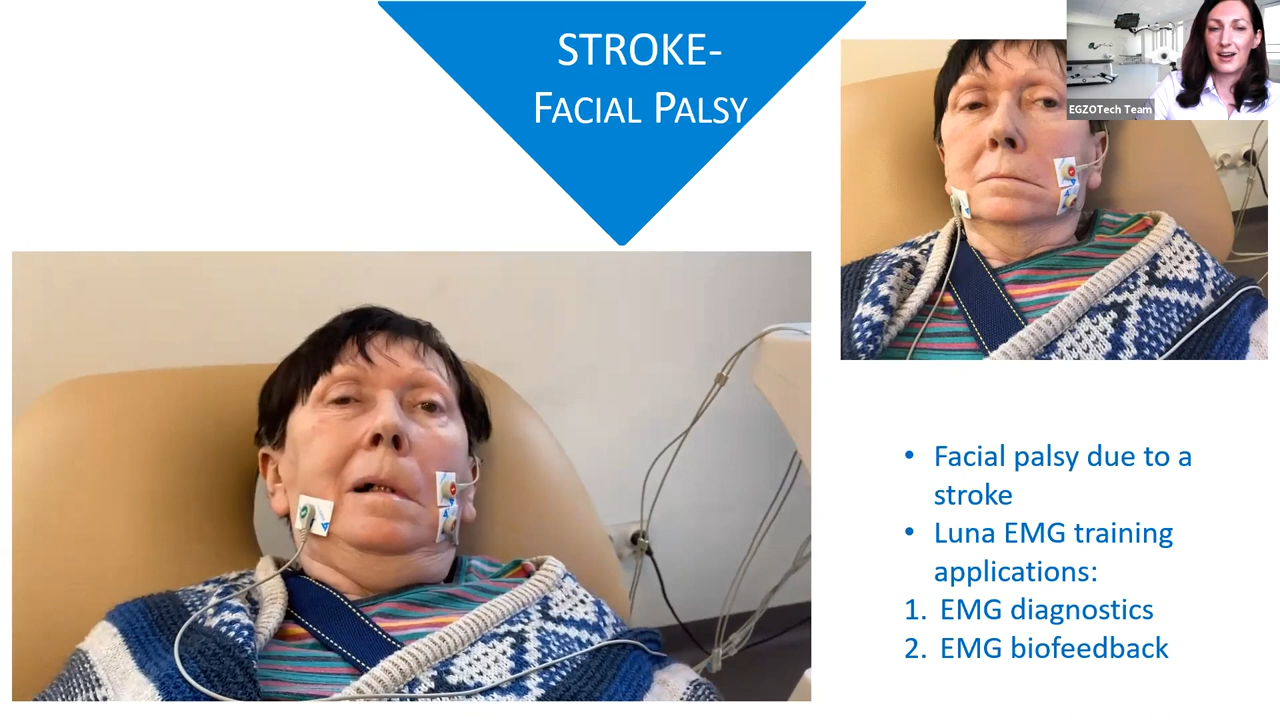 STROKE-
FACIAL PALSY
EGZOTech Team
• Facial palsy due to a
stroke
• Luna EMG training
applications:
1. EMG diagnostics
2. EMG biofeedback